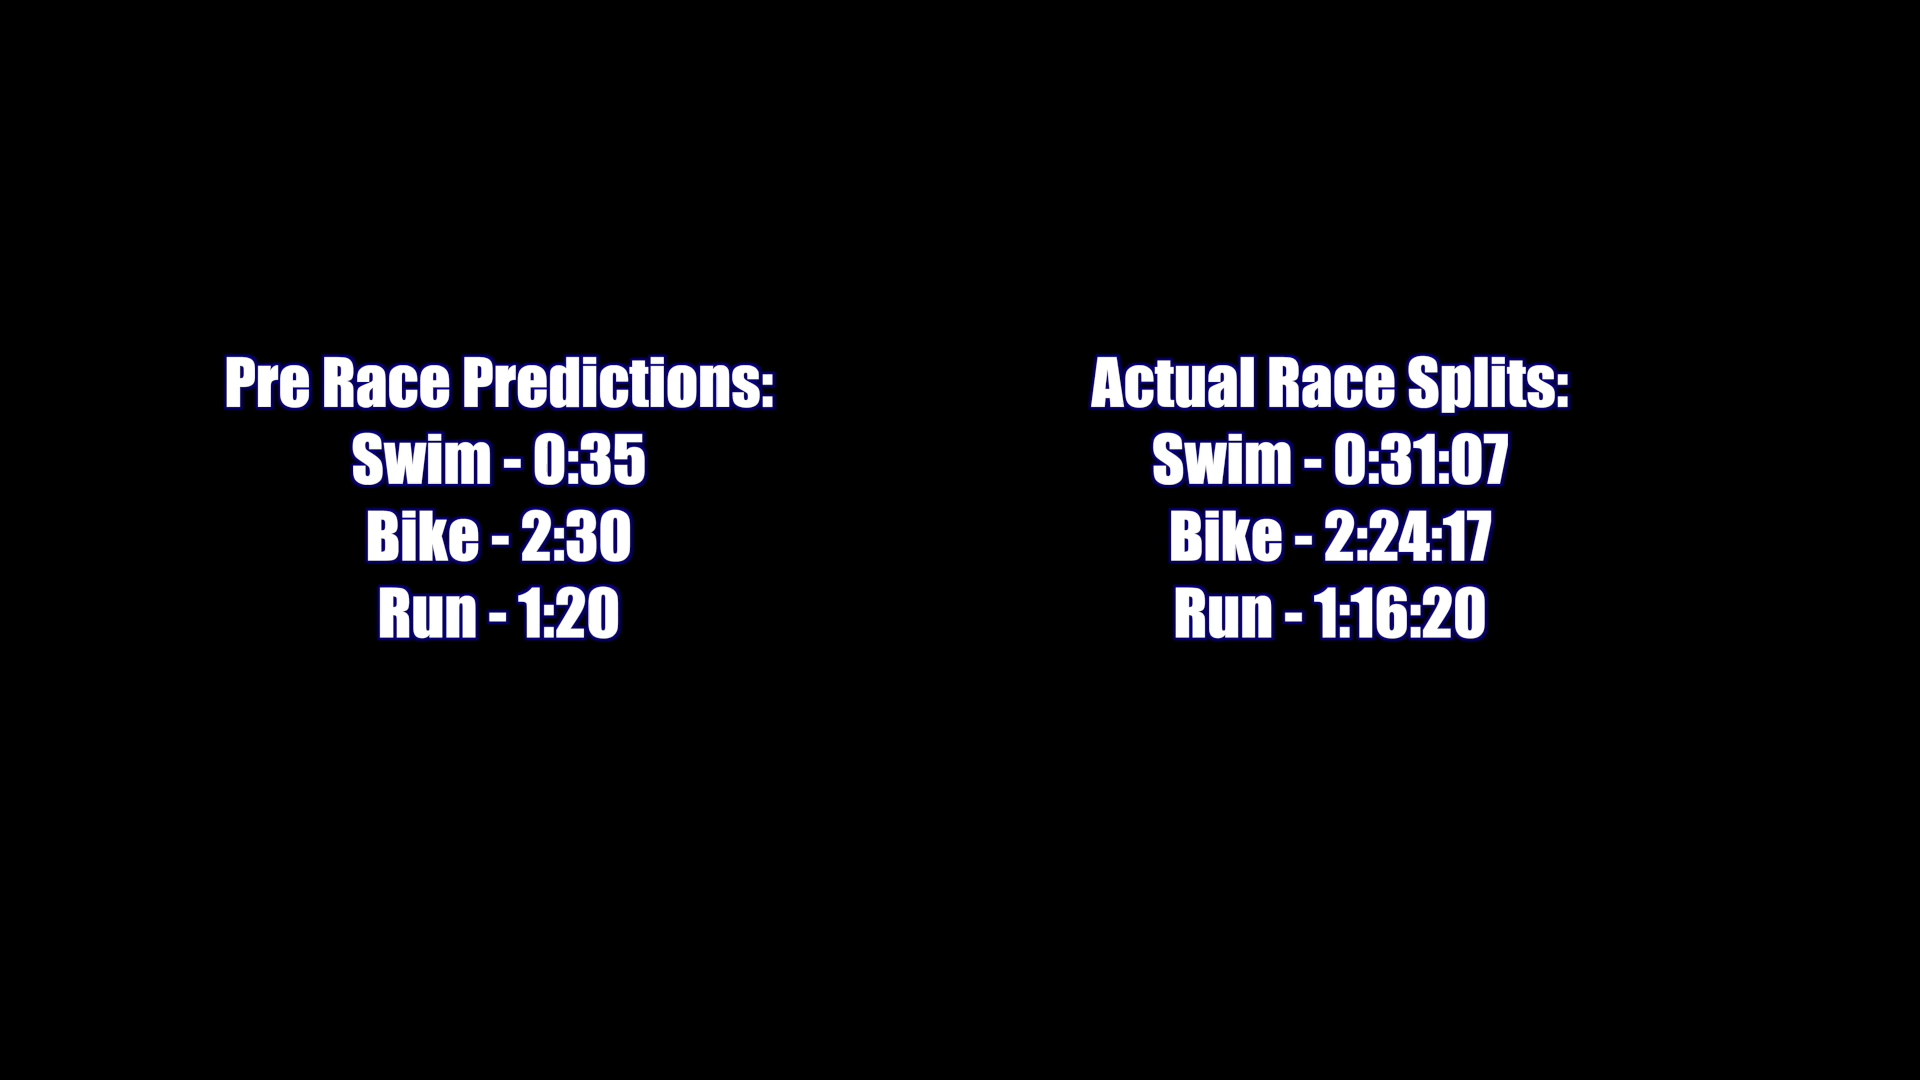 Pre Race Predictions:
Swim - 0:35
Bike - 2:30
Run - 1:20
Actual Race Splits:
Swim - 0:31:07
Bike - 2:24:17
Run - 1:16:20